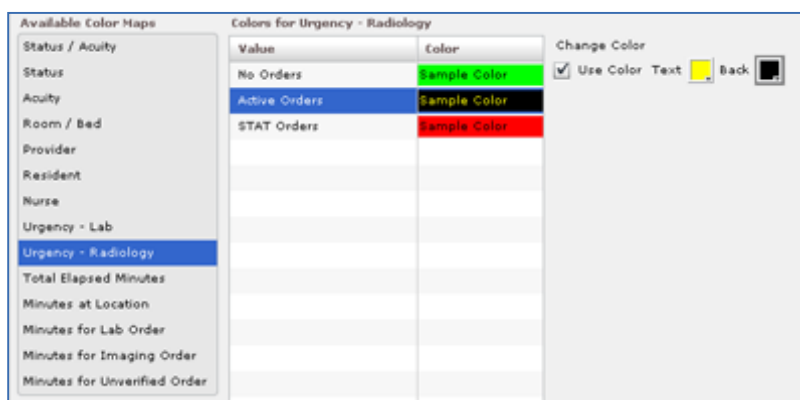 Available Color Maps
Status / Acuity
Status
Acuity
Room / Bed
Provider
Resident
Nurse
Urgency - Lab
Urgency - Radiology
Total Elapsed Minutes
Minutes at Location
Minutes for Lab Order
Minutes for Imaging Order
Minutes for Unverified Order
Colors for Urgency - Radiology
Value Color
No Orders Sample Color
Active Orders Sample Color
STAT Orders Sample Color
Change Color
Use Color Text Back